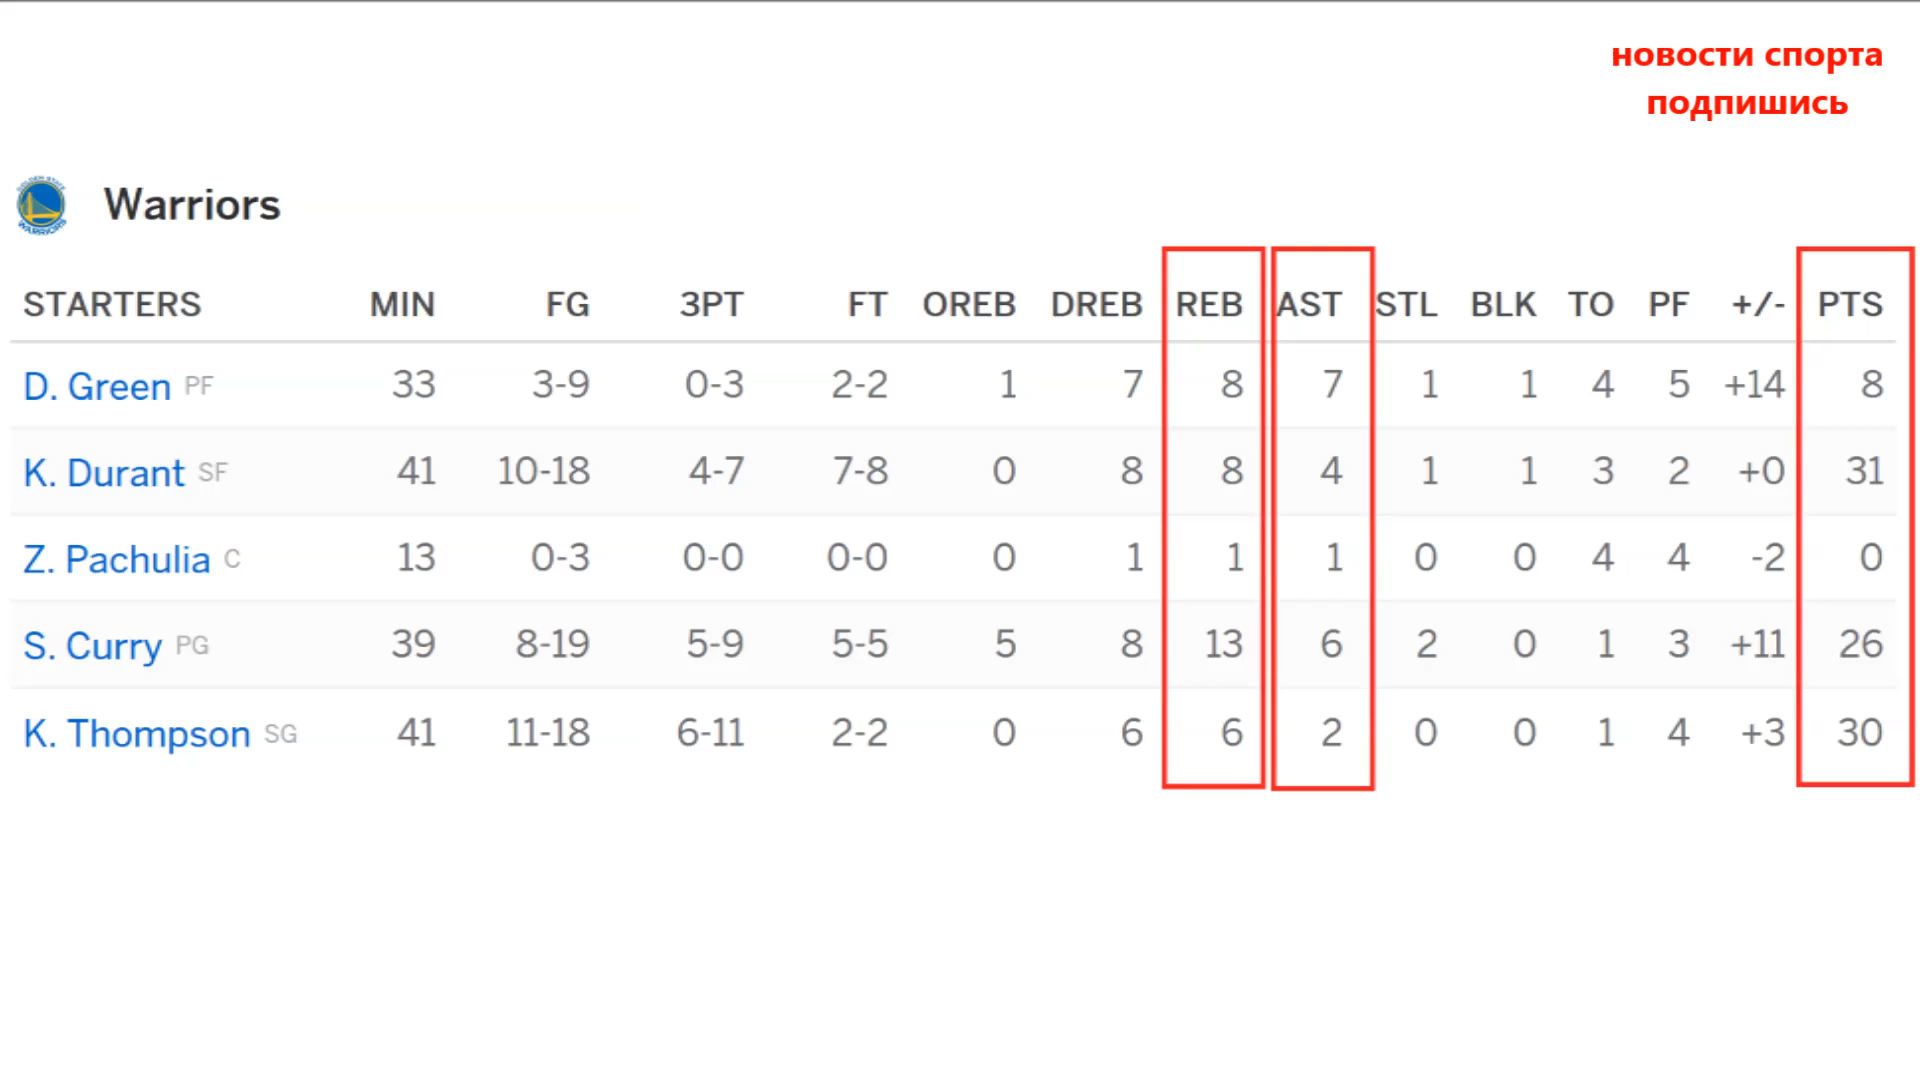 новости спорта
подпишись
GOLDEN STATE
WARRIORS
Warriors
STARTERS MIN FG 3PT FT OREB DREB REB AST STL BLK TO PF +/- PTS
D. Green PF 33 3-9 0-3 2-2 1 7 8 7 1 1 4 5 +14 8
K. Durant SF 41 10-18 4-7 7-8 0 8 8 4 1 1 3 2 +0 31
Z. Pachulia C 13 0-3 0-0 0-0 0 1 1 1 0 0 4 4 -2 0
S. Curry PG 39 8-19 5-9 5-5 5 8 13 6 2 0 1 3 +11 26
K. Thompson SG 41 11-18 6-11 2-2 0 6 6 2 0 0 1 4 +3 30